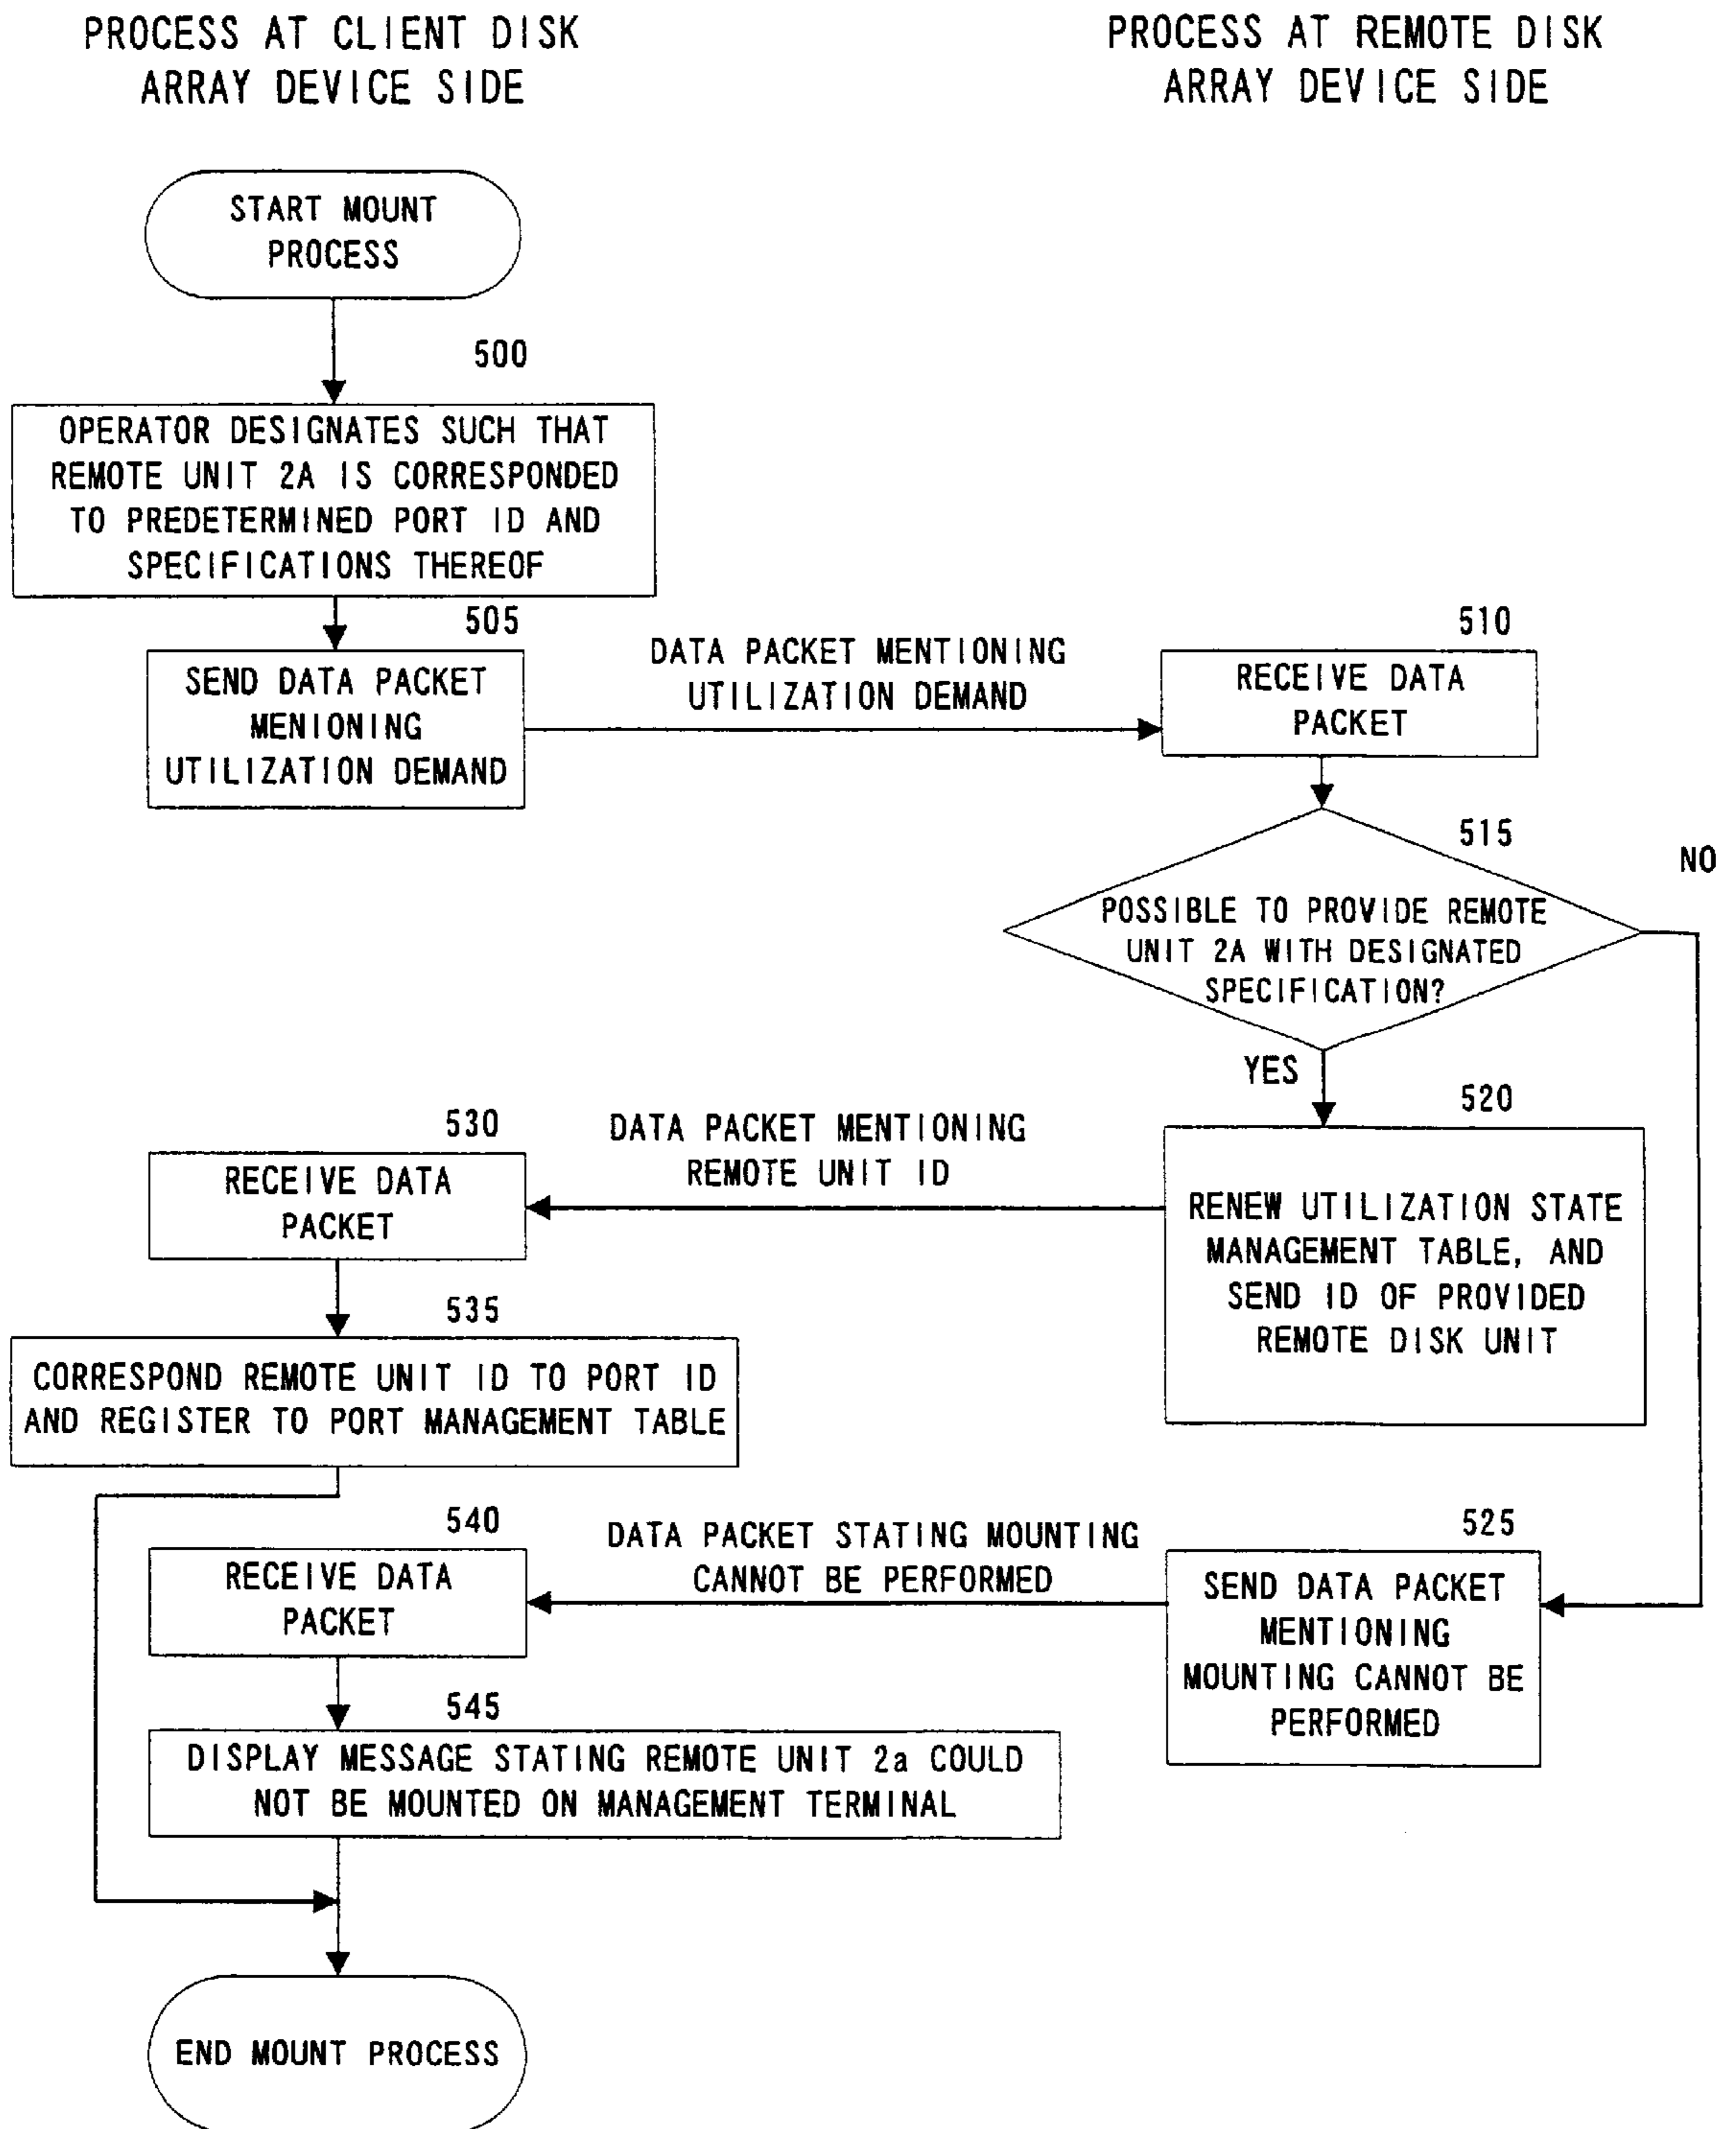 PROCESS AT CLIENT DISK
ARRAY DEVICE SIDE
PROCESS AT REMOTE DISK
ARRAY DEVICE SIDE
START MOUNT
PROCESS
500
OPERATOR DESIGNATES SUCH THAT
REMOTE UNIT 2A IS CORRESPONDED
TO PREDETERMINED PORT ID AND
SPECIFICATIONS THEREOF
505
SEND DATA PACKET
MENIONING
UTILIZATION DEMAND
DATA PACKET MENTIONING
UTILIZATION DEMAND
510
RECEIVE DATA
PACKET
515
NO
POSSIBLE TO PROVIDE REMOTE
UNIT 2A WITH DESIGNATED
SPECIFICATION?
YES
520
RENEW UTILIZATION STATE
MANAGEMENT TABLE, AND
SEND ID OF PROVIDED
REMOTE DISK UNIT
DATA PACKET MENTIONING
REMOTE UNIT ID
530
RECEIVE DATA
PACKET
535
CORRESPOND REMOTE UNIT ID TO PORT ID
AND REGISTER TO PORT MANAGEMENT TABLE
525
SEND DATA PACKET
MENTIONING
MOUNTING CANNOT BE
PERFORMED
DATA PACKET STATING MOUNTING
CANNOT BE PERFORMED
540
RECEIVE DATA
PACKET
545
DISPLAY MESSAGE STATING REMOTE UNIT 2a COULD
NOT BE MOUNTED ON MANAGEMENT TERMINAL
END MOUNT PROCESS